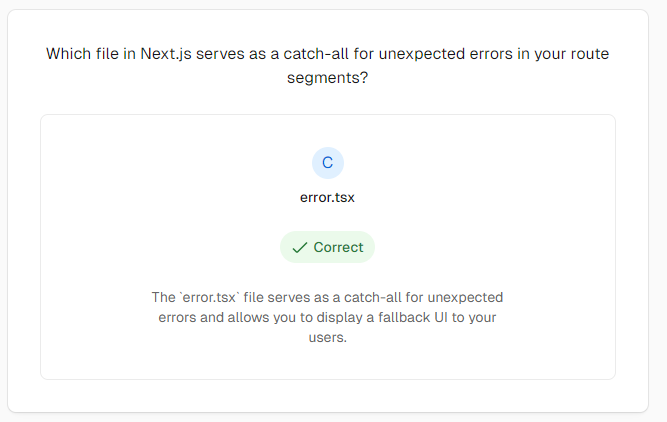 Which file in Next.js serves as a catch-all for unexpected errors in your route
segments?
C
error.tsx
Correct
The `error.tsx` file serves as a catch-all for unexpected
errors and allows you to display a fallback UI to your
users.